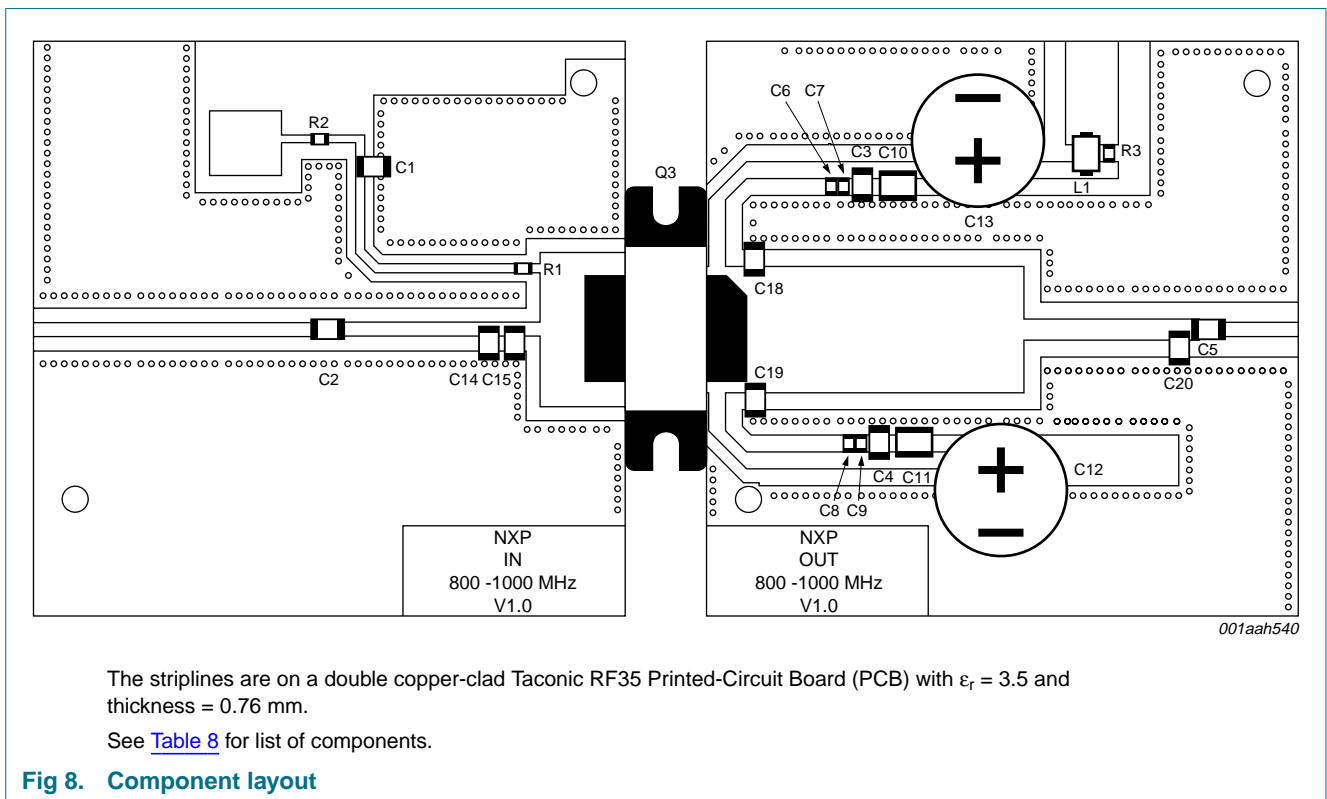 C6 C7
R2
C1
Q3
C3 C10
R3
L1
C13
R1
C18
C2
C14 C15
C5
C20
C19
C4 C11
C12
C8 C9
NXP
IN
800 -1000 MHz
V1.0
NXP
OUT
800 -1000 MHz
V1.0
001aah540
The striplines are on a double copper-clad Taconic RF35 Printed-Circuit Board (PCB) with εr = 3.5 and
thickness = 0.76 mm.
See Table 8 for list of components.
Fig 8. Component layout